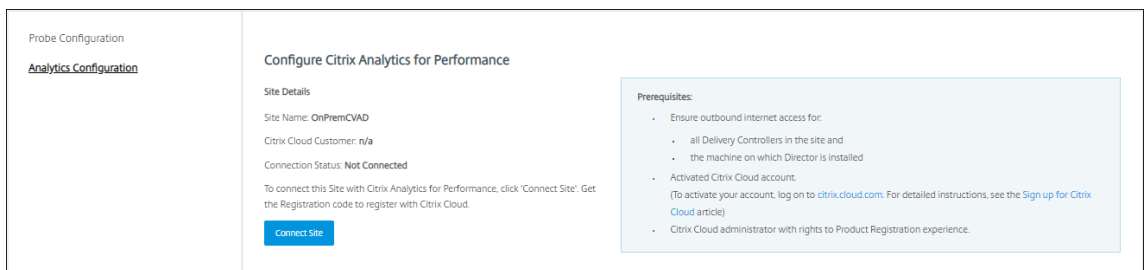 Probe Configuration
Analytics Configuration
Configure Citrix Analytics for Performance
Site Details
Site Name: OnPremCVAD
Citrix Cloud Customer: n/a
Connection Status: Not Connected
To connect this Site with Citrix Analytics for Performance, click 'Connect Site'. Get
the Registration code to register with Citrix Cloud.
Connect Site
Prerequisites:
• Ensure outbound internet access for:
• all Delivery Controllers in the site and
• the machine on which Director is installed
• Activated Citrix Cloud account.
(To activate your account, log on to citrix.cloud.com. For detailed instructions, see the Sign up for Citrix
Cloud article)
• Citrix Cloud administrator with rights to Product Registration experience.